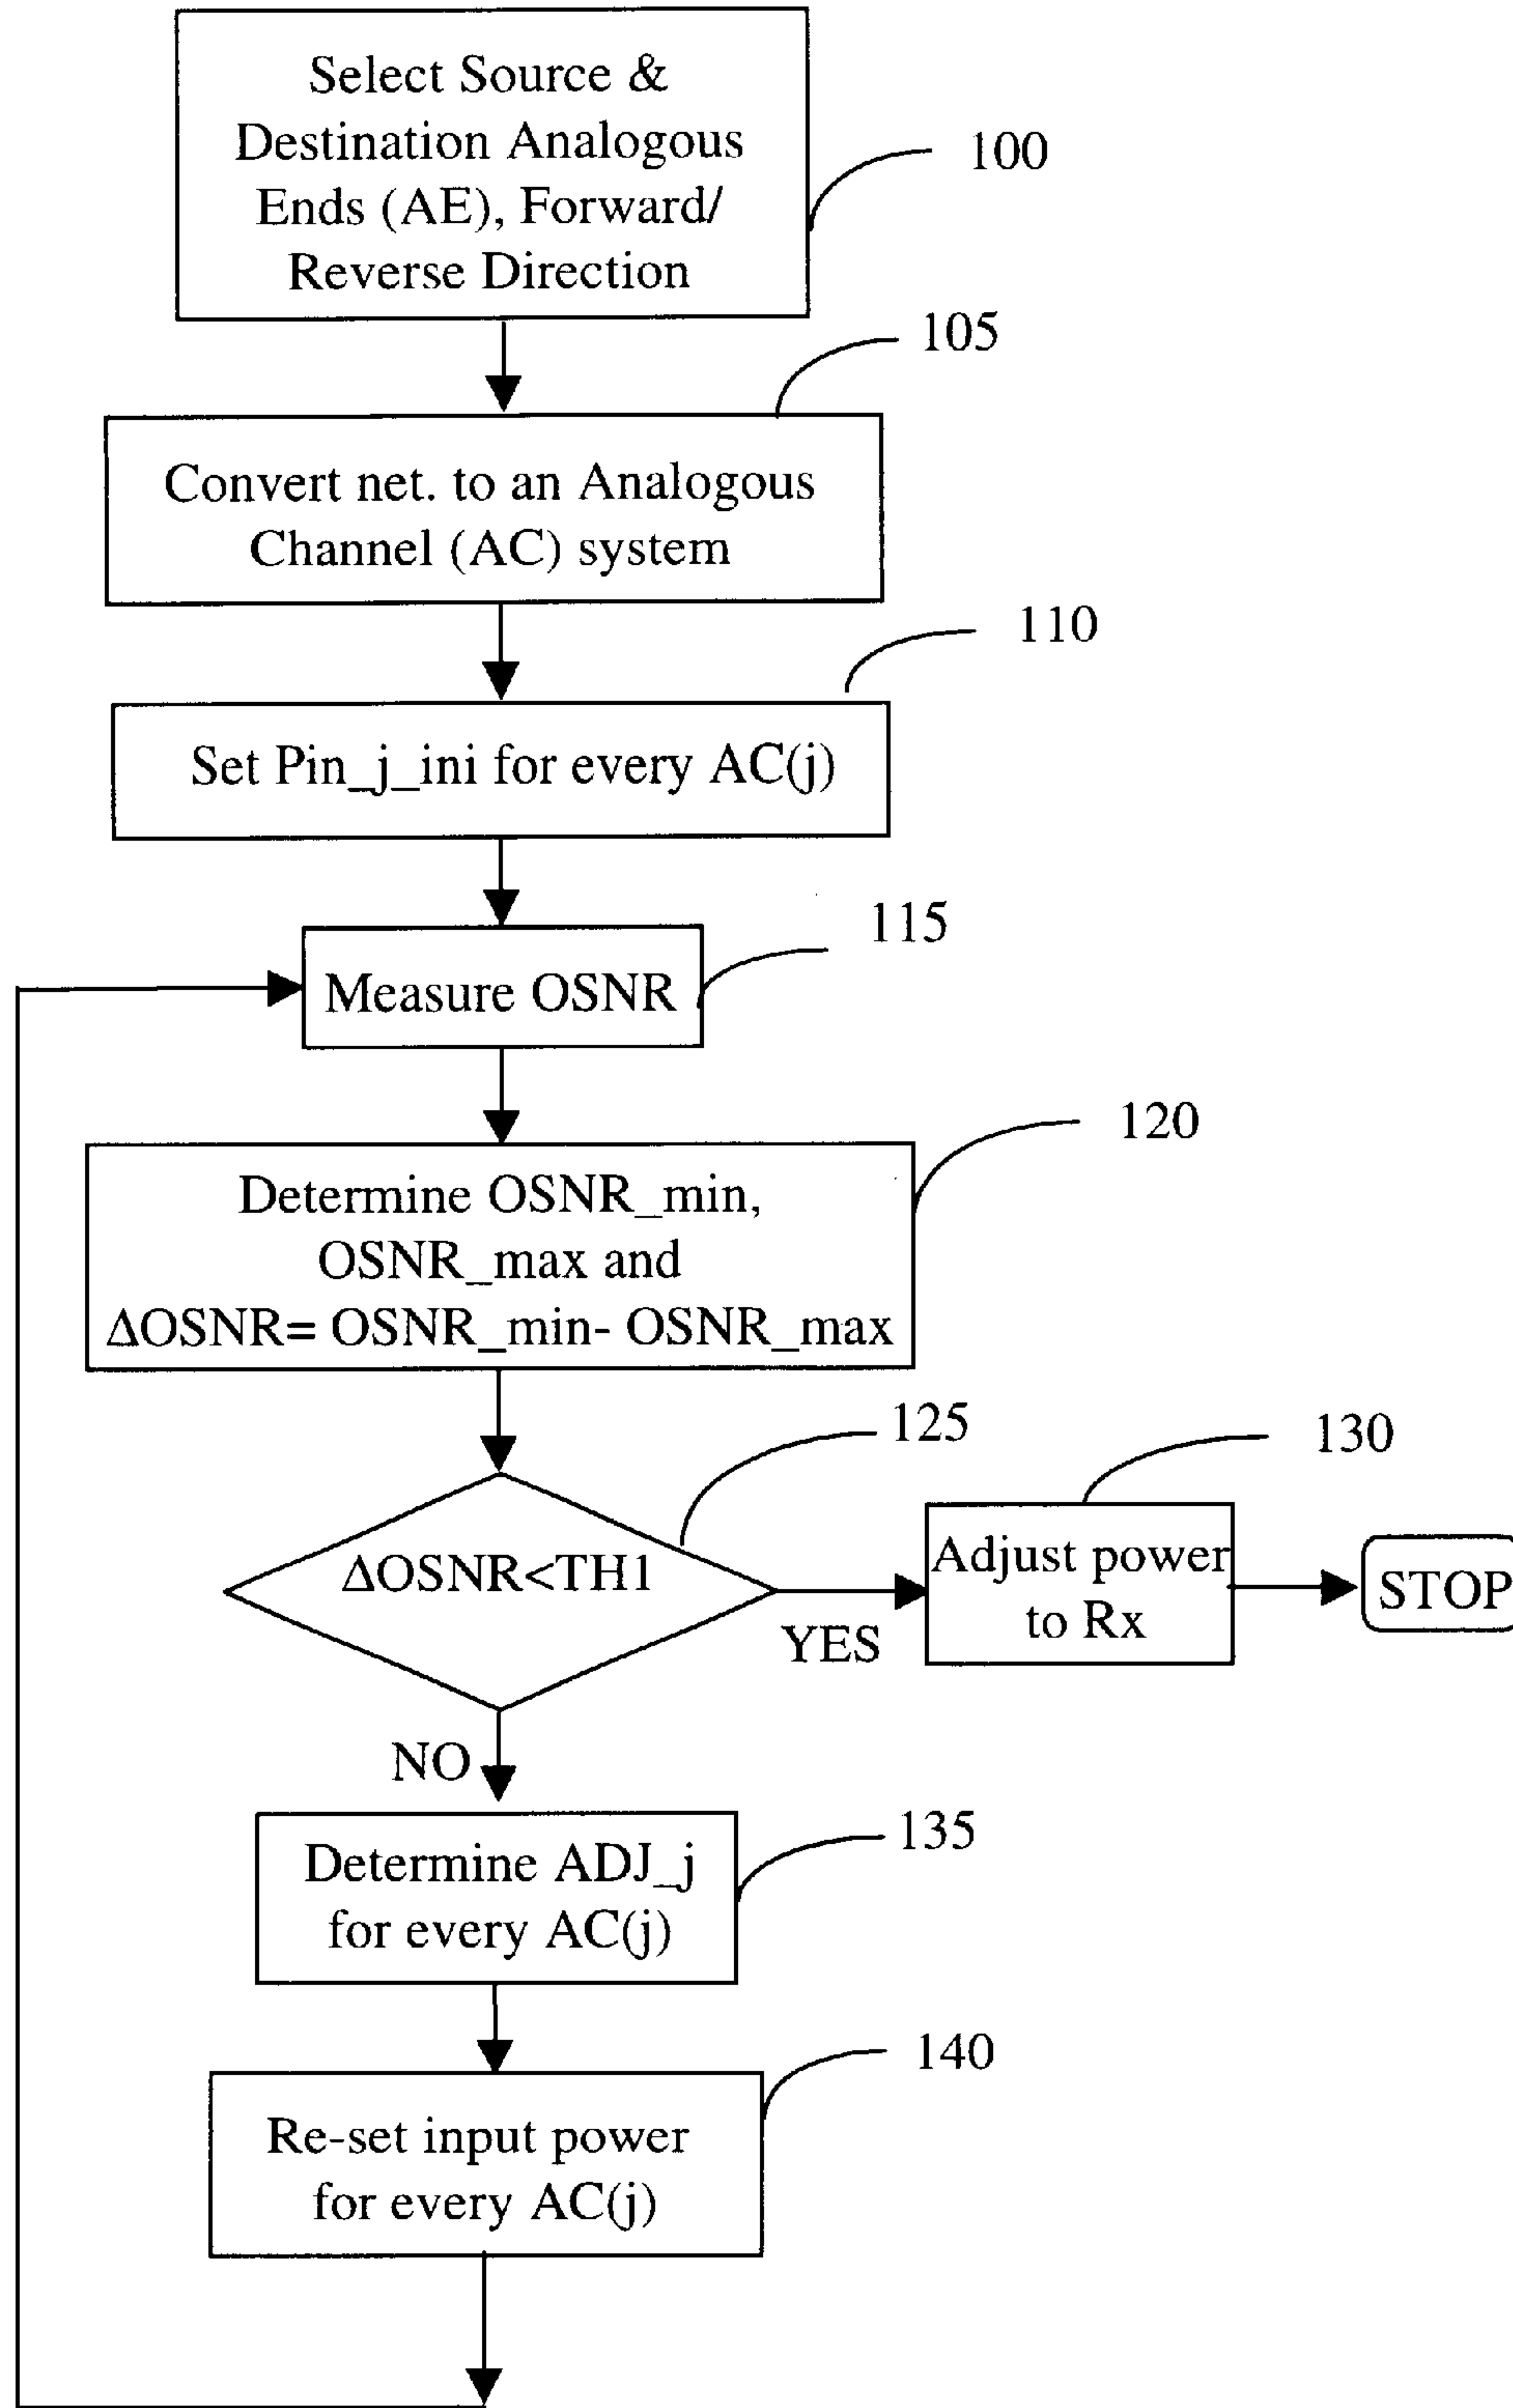 Select Source &
Destination Analogous
Ends (AE), Forward/
Reverse Direction
100
105
Convert net. to an Analogous
Channel (AC) system
110
Set Pin_j_ini for every AC(j)
115
Measure OSNR
120
Determine OSNR_min,
OSNR_max and
ΔOSNR= OSNR_min- OSNR_max
125
130
ΔOSNR<TH1
YES
Adjust power
to Rx
STOP
NO
135
Determine ADJ_j
for every AC(j)
140
Re-set input power
for every AC(j)